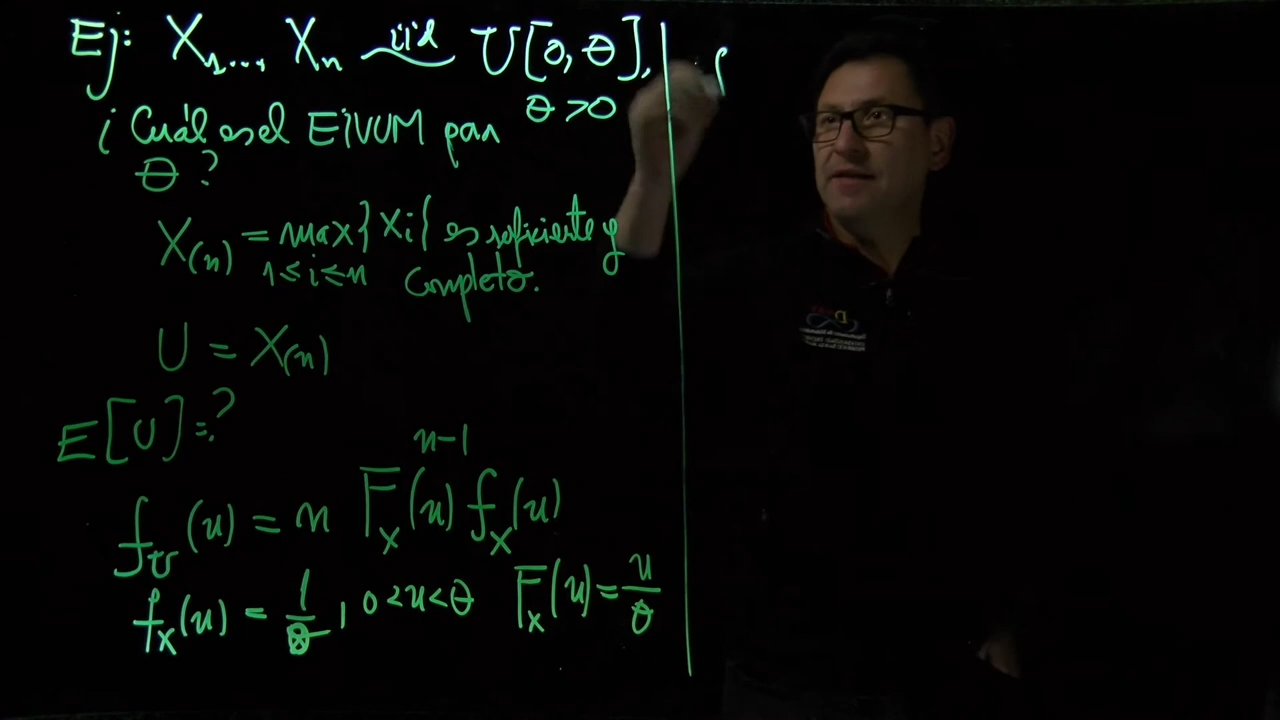 Ej: X₁... Xₙ iid U[0, θ], f
θ > 0
¿ Cuál es el EIVUM para
θ ?
X₍ₙ₎ = max { Xi { es suficiente y
1 ≤ i ≤ n completo.
U = X₍ₙ₎
E[U] = ?
f_U(u) = n F_X(u)^{n-1} f_X(u)
f_X(u) = 1/θ , 0 < u < θ F_X(u) = u/θ